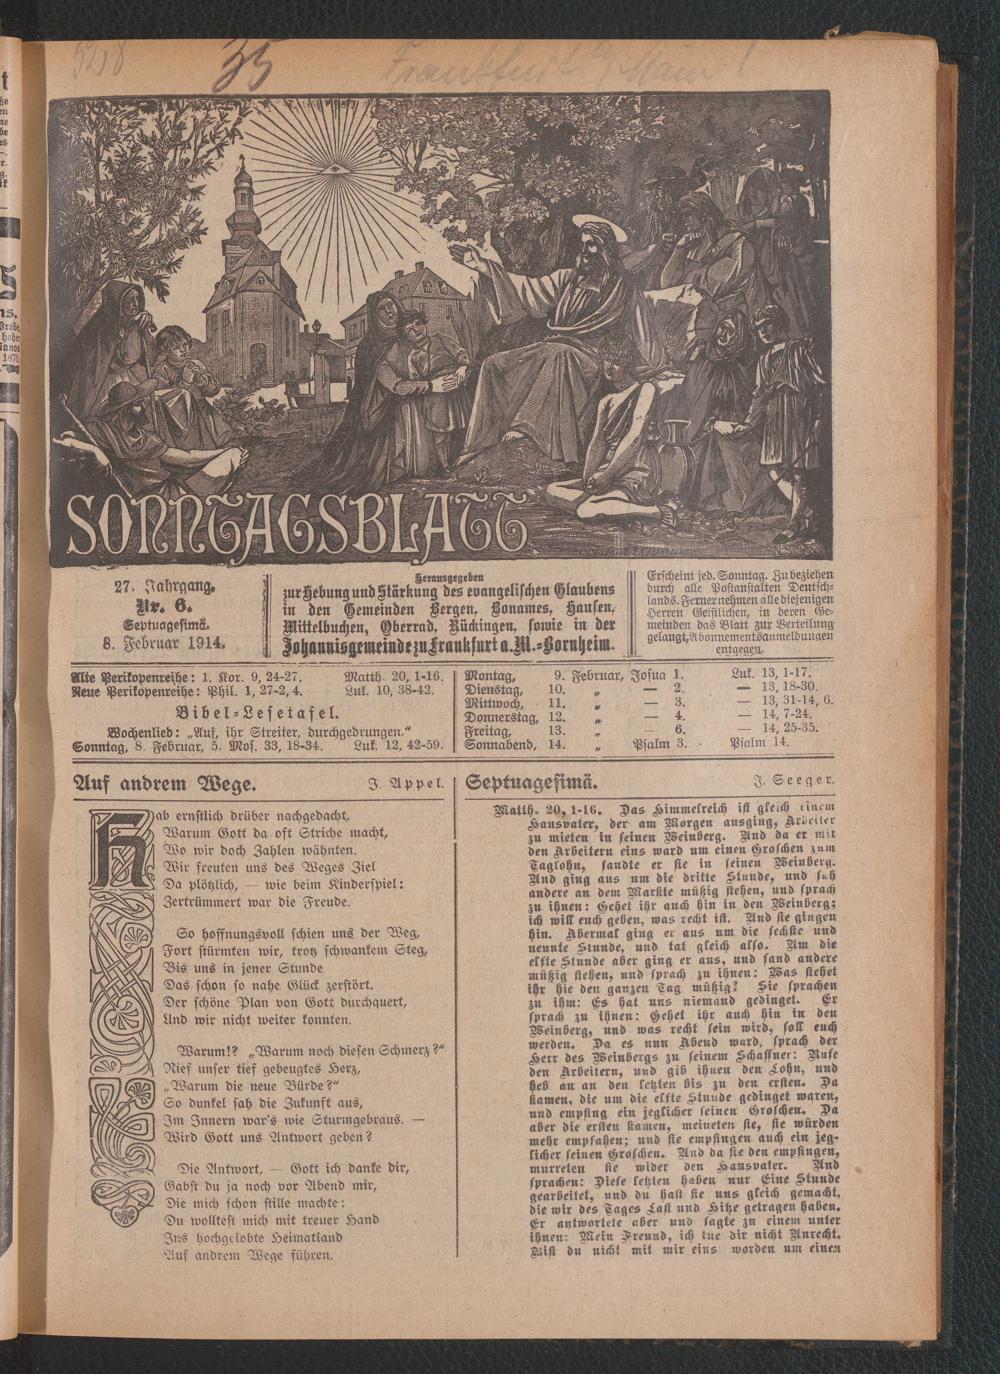 528
35
Frankfurt a/Main
SONNTAGSBLATT
27. Jahrgang.
Nr. 6.
Septuagesimä.
8. Februar 1914.
Herausgegeben
zur Hebung und Stärkung des evangelischen Glaubens
in den Gemeinden Bergen, Bonames, Hausen,
Mittelbuchen, Oberrad, Rückingen, sowie in der
Johannisgemeinde zu Frankfurt a. M.-Bornheim.
Erscheint jed. Sonntag. Zu beziehen
durch alle Postanstalten Deutsch-
lands. Ferner nehmen alle diejenigen
Herren Geistlichen, in deren Ge-
meinden das Blatt zur Verteilung
gelangt, Abonnementsanmeldungen
entgegen.
Alte Perikopenreihe: 1. Kor. 9, 24-27. Matth. 20, 1-16.
Neue Perikopenreihe: Phil. 1, 27-2, 4. Luk. 10, 38-42.
Bibel-Lesetafel.
Wochenlied: „Auf, ihr Streiter, durchgedrungen.“
Sonntag, 8. Februar, 5. Mos. 33, 18-34. Luk. 12, 42-59.
Montag, 9. Februar, Josua 1. Luk. 13, 1-17.
Dienstag, 10. „ — 2. — 13, 18-30.
Mittwoch, 11. „ — 3. — 13, 31-14, 6.
Donnerstag, 12. „ — 4. — 14, 7-24.
Freitag, 13. „ — 6. — 14, 25-35.
Sonnabend, 14. „ Psalm 3. Psalm 14.
Auf andrem Wege. J. Appel.
Hab ernstlich drüber nachgedacht,
Warum Gott da oft Striche macht,
Wo wir doch Zahlen wähnten.
Wir freuten uns des Weges Ziel
Da plötzlich, — wie beim Kinderspiel:
Zertrümmert war die Freude.
So hoffnungsvoll schien uns der Weg,
Fort stürmten wir, trotz schwankem Steg,
Bis uns in jener Stunde
Das schon so nahe Glück zerstört.
Der schöne Plan von Gott durchquert,
Und wir nicht weiter konnten.
Warum!? „Warum noch diesen Schmerz?“
Rief unser tief gebeugtes Herz,
„Warum die neue Bürde?“
So dunkel sah die Zukunft aus,
Im Innern war's wie Sturmgebraus. —
Wird Gott uns Antwort geben?
Die Antwort, — Gott ich danke dir,
Gabst du ja noch vor Abend mir,
Die mich schon stille machte:
Du wolltest mich mit treuer Hand
Ins hochgelobte Heimatland
Auf andrem Wege führen.
Septuagesimä. J. Seeger.
Matth. 20, 1-16. Das Himmelreich ist gleich einem
Hausvater, der am Morgen ausging, Arbeiter
zu mieten in seinen Weinberg. Und da er mit
den Arbeitern eins ward um einen Groschen zum
Taglohn, sandte er sie in seinen Weinberg.
Und ging aus um die dritte Stunde, und sah
andere an dem Markte müßig stehen, und sprach
zu ihnen: Gehet ihr auch hin in den Weinberg;
ich will euch geben, was recht ist. Und sie gingen
hin. Abermal ging er aus um die sechste und
neunte Stunde, und tat gleich also. Um die
elfte Stunde aber ging er aus, und fand andere
müßig stehen, und sprach zu ihnen: Was stehet
ihr hie den ganzen Tag müßig? Sie sprachen
zu ihm: Es hat uns niemand gedinget. Er
sprach zu ihnen: Gehet ihr auch hin in den
Weinberg, und was recht sein wird, soll euch
werden. Da es nun Abend ward, sprach der
Herr des Weinbergs zu seinem Schaffner: Rufe
den Arbeitern, und gib ihnen den Lohn, und
heb an an den letzten bis zu den ersten. Da
kamen, die um die elfte Stunde gedinget waren,
und empfing ein jeglicher seinen Groschen. Da
aber die ersten kamen, meineten sie, sie würden
mehr empfahen; und sie empfingen auch ein jeg-
licher seinen Groschen. Und da sie den empfingen,
murreten sie wider den Hausvater. Und
sprachen: Diese letzten haben nur Eine Stunde
gearbeitet, und du hast sie uns gleich gemacht,
die wir des Tages Last und Hitze getragen haben.
Er antwortete aber und sagte zu einem unter
ihnen: Mein Freund, ich tue dir nicht Unrecht.
Bist du nicht mit mir eins worden um einen